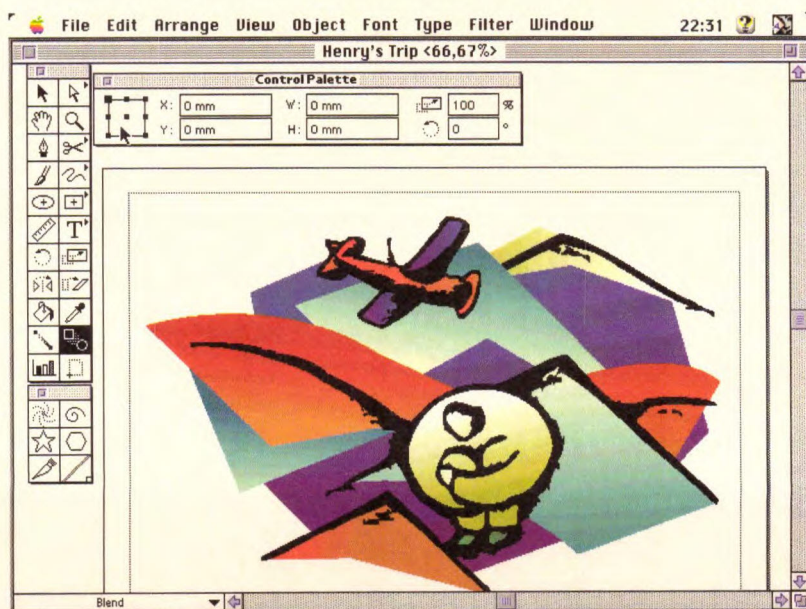 File Edit Arrange View Object Font Type Filter Window 22:31
Henry's Trip <66,67%>
Control Palette
X: 0 mm W: 0 mm 100 %
Y: 0 mm H: 0 mm 0 °
T
Blend